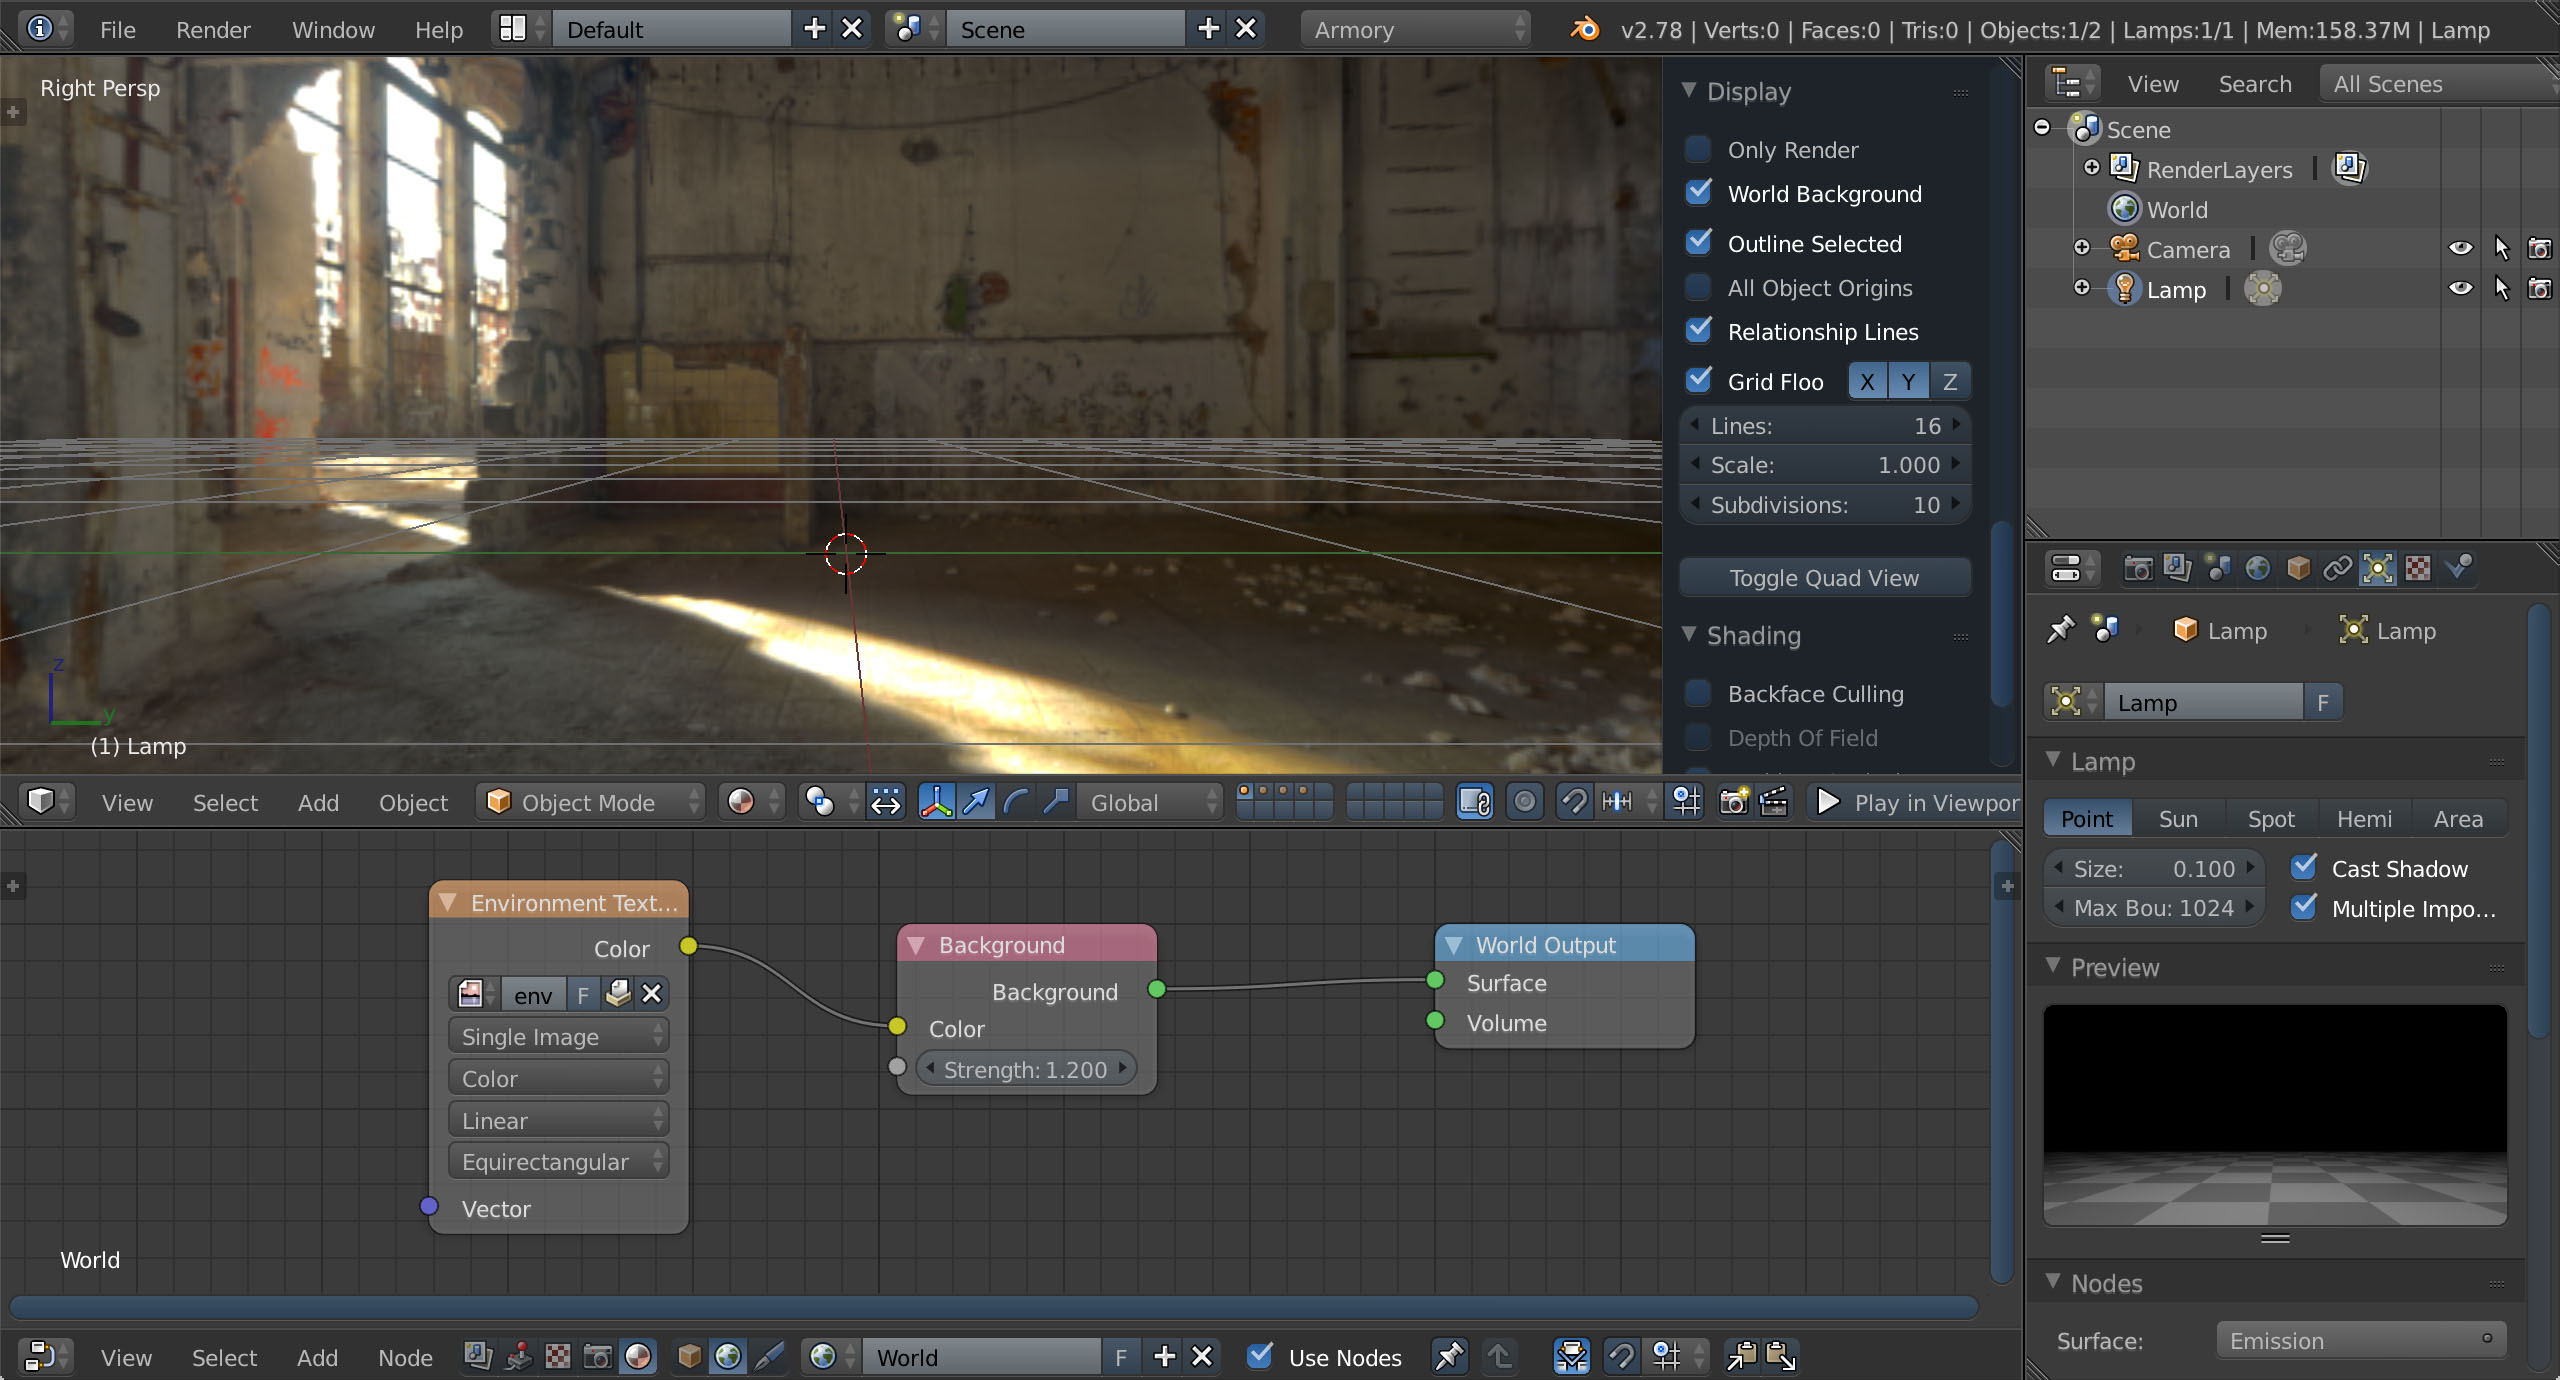 File Render Window Help Default Scene Armory v2.78 | Verts:0 | Faces:0 | Tris:0 | Objects:1/2 | Lamps:1/1 | Mem:158.37M | Lamp
Right Persp
z
y
(1) Lamp
Display
Only Render
World Background
Outline Selected
All Object Origins
Relationship Lines
Grid Floo X Y Z
Lines: 16
Scale: 1.000
Subdivisions: 10
Toggle Quad View
Shading
Backface Culling
Depth Of Field
View Select Add Object Object Mode Global Play in Viewpor
View Search All Scenes
Scene
RenderLayers |
World
Camera |
Lamp |
Lamp Lamp
Lamp F
Lamp
Point Sun Spot Hemi Area
Size: 0.100 Cast Shadow
Max Bou: 1024 Multiple Impo...
Preview
Nodes
Surface: Emission
Environment Text...
Color
env F
Single Image
Color
Linear
Equirectangular
Vector
Background
Background
Color
Strength: 1.200
World Output
Surface
Volume
World
View Select Add Node World F Use Nodes